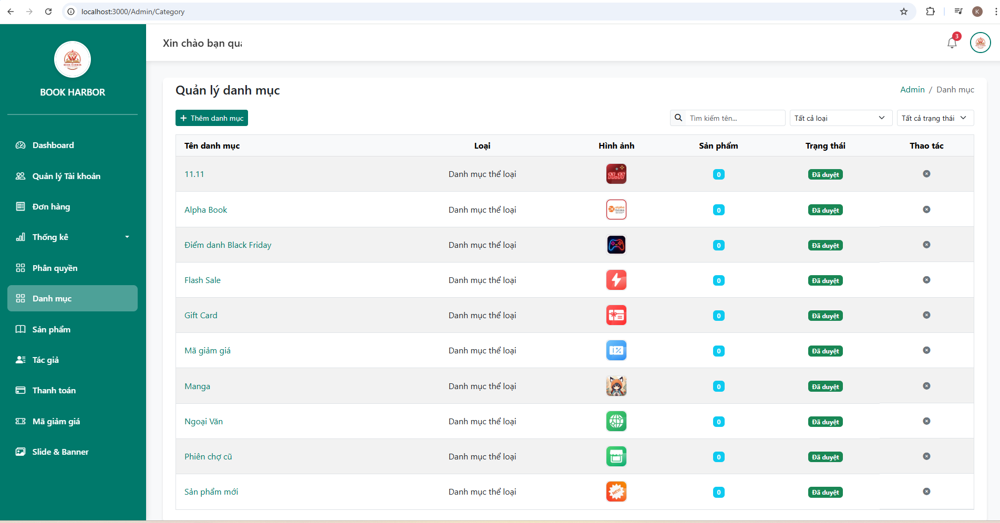 localhost:3000/Admin/Category
K
BOOK HARBOR
BOOK HARBOR
Xin chào bạn quả
3
Dashboard
Quản lý Tài khoản
Đơn hàng
Thống kê
Phân quyền
Danh mục
Sản phẩm
Tác giả
Thanh toán
Mã giảm giá
Slide & Banner
Quản lý danh mục
Admin / Danh mục
Thêm danh mục
Tìm kiếm tên...
Tất cả loại
Tất cả trạng thái
Tên danh mục Loại Hình ảnh Sản phẩm Trạng thái Thao tác
11.11 Danh mục thể loại 11.11 0 Đã duyệt
Alpha Book Danh mục thể loại alpha books 0 Đã duyệt
Điểm danh Black Friday Danh mục thể loại 0 Đã duyệt
Flash Sale Danh mục thể loại 0 Đã duyệt
Gift Card Danh mục thể loại 0 Đã duyệt
Mã giảm giá Danh mục thể loại 0 Đã duyệt
Manga Danh mục thể loại 0 Đã duyệt
Ngoại Văn Danh mục thể loại 0 Đã duyệt
Phiên chợ cũ Danh mục thể loại 0 Đã duyệt
Sản phẩm mới Danh mục thể loại NEW 0 Đã duyệt